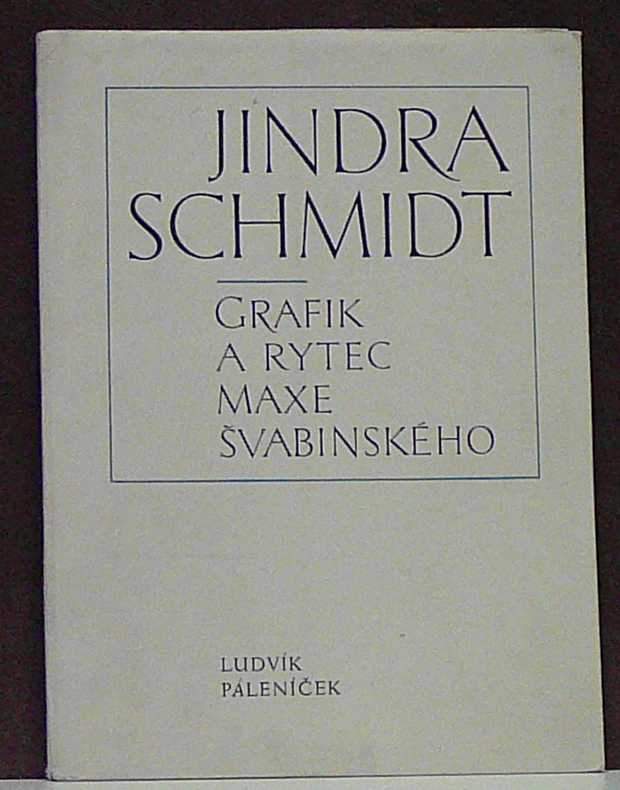 JINDRA
SCHMIDT
GRAFIK
A RYTEC
MAXE
ŠVABINSKÉHO
LUDVÍK
PÁLENÍČEK